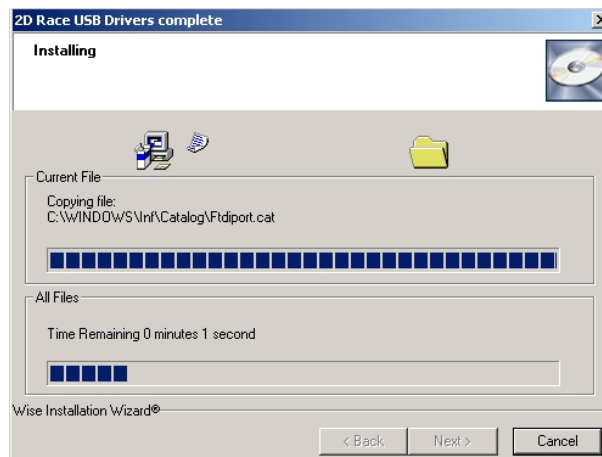 2D Race USB Drivers complete
Installing
Current File
Copying file:
C:\WINDOWS\Inf\Catalog\Ftdiport.cat
All Files
Time Remaining 0 minutes 1 second
Wise Installation Wizard®
< Back
Next >
Cancel